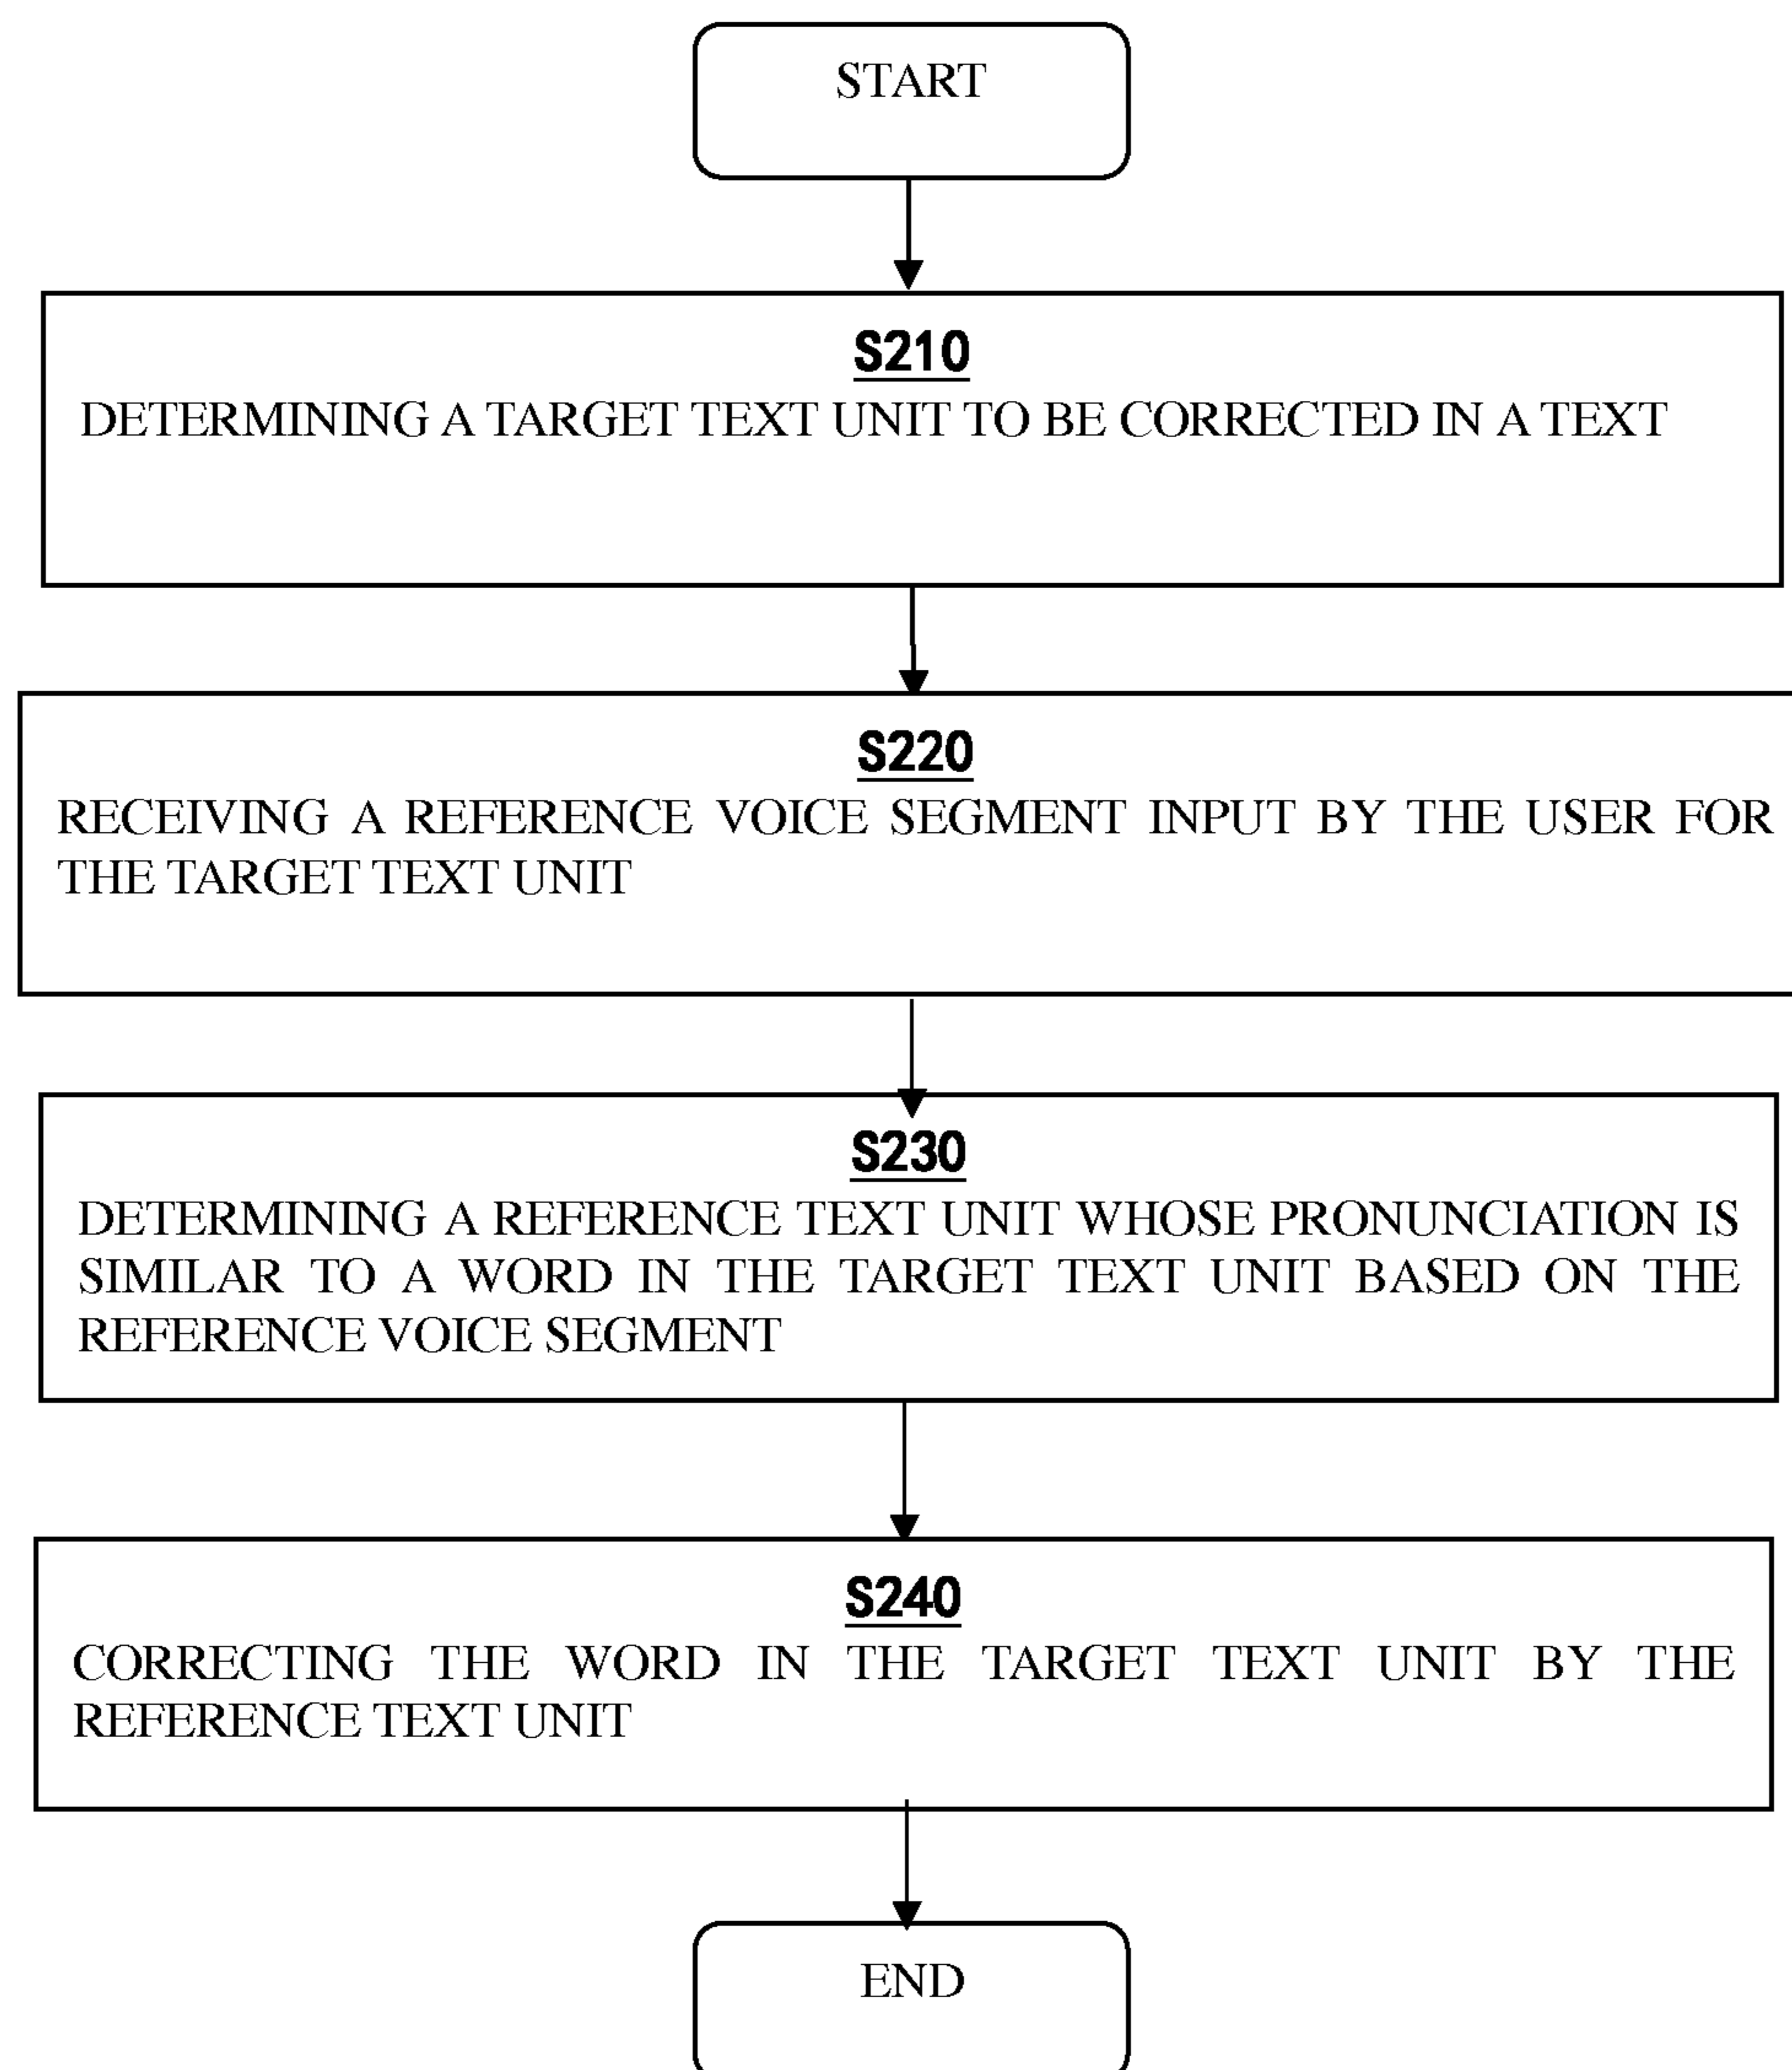 START
S210
DETERMINING A TARGET TEXT UNIT TO BE CORRECTED IN A TEXT
S220
RECEIVING A REFERENCE VOICE SEGMENT INPUT BY THE USER FOR
THE TARGET TEXT UNIT
S230
DETERMINING A REFERENCE TEXT UNIT WHOSE PRONUNCIATION IS
SIMILAR TO A WORD IN THE TARGET TEXT UNIT BASED ON THE
REFERENCE VOICE SEGMENT
S240
CORRECTING THE WORD IN THE TARGET TEXT UNIT BY THE
REFERENCE TEXT UNIT
END